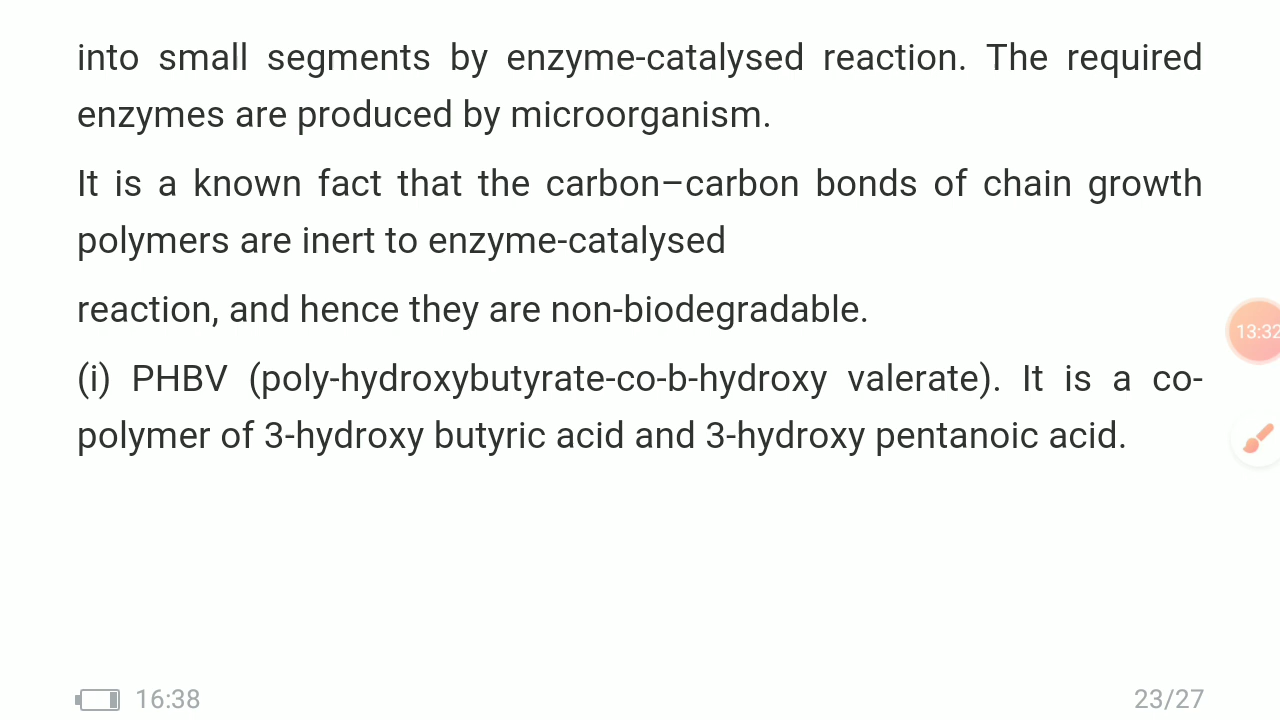 into small segments by enzyme-catalysed reaction. The required
enzymes are produced by microorganism.
It is a known fact that the carbon–carbon bonds of chain growth
polymers are inert to enzyme-catalysed
reaction, and hence they are non-biodegradable.
(i) PHBV (poly-hydroxybutyrate-co-b-hydroxy valerate). It is a co-
polymer of 3-hydroxy butyric acid and 3-hydroxy pentanoic acid.
13:32
16:38
23/27